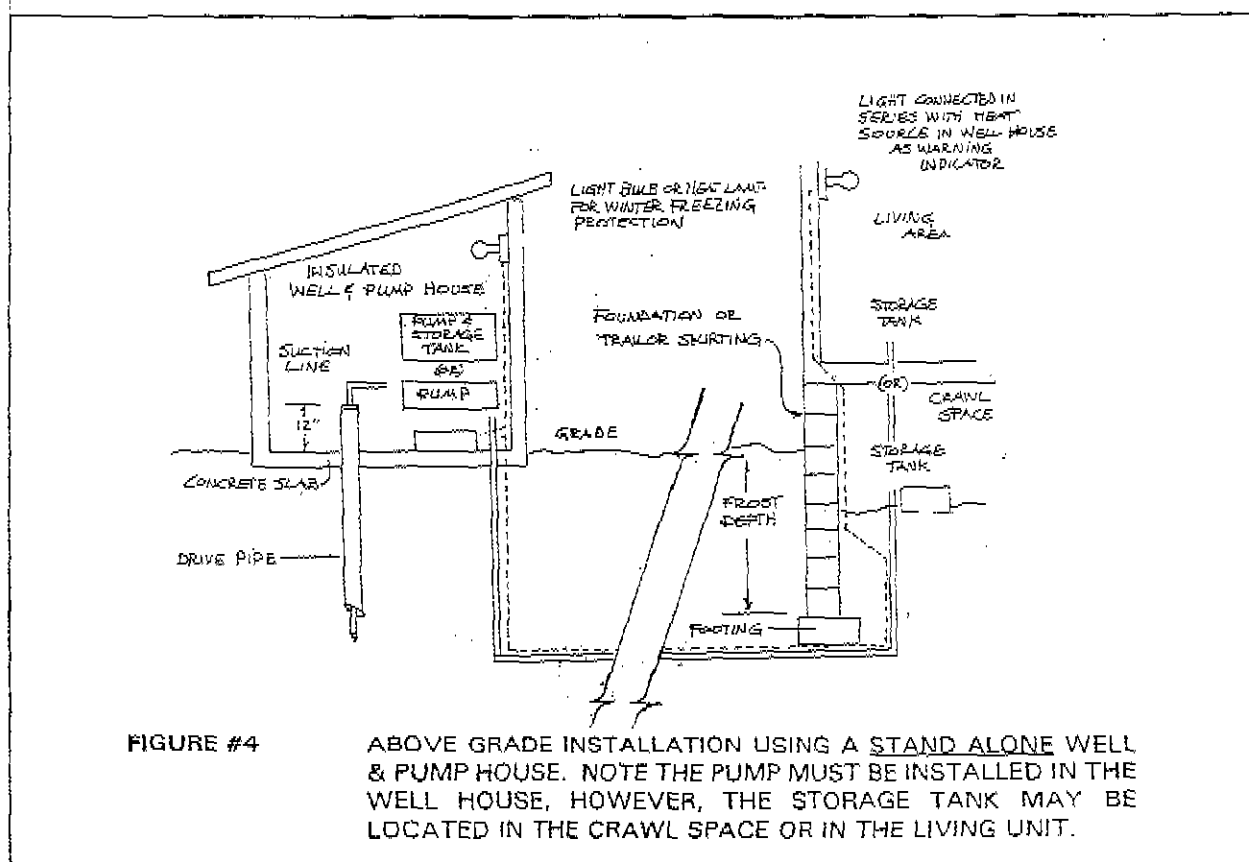 LIGHT CONNECTED IN
SERIES WITH HEAT
SOURCE IN WELL HOUSE
AS WARNING
INDICATOR
LIGHT BULB OR HEAT LAMP
FOR WINTER FREEZING
PROTECTION
LIVING
AREA
INSULATED
WELL & PUMP HOUSE
STORAGE
TANK
PUMP &
STORAGE
TANK
(OR)
PUMP
SUCTION
LINE
12"
FOUNDATION OR
TRAILOR SKIRTING
(OR)
CRAWL
SPACE
GRADE
STORAGE
TANK
CONCRETE SLAB
FROST
DEPTH
DRIVE PIPE
FOOTING
FIGURE #4
ABOVE GRADE INSTALLATION USING A STAND ALONE WELL
& PUMP HOUSE. NOTE THE PUMP MUST BE INSTALLED IN THE
WELL HOUSE, HOWEVER, THE STORAGE TANK MAY BE
LOCATED IN THE CRAWL SPACE OR IN THE LIVING UNIT.